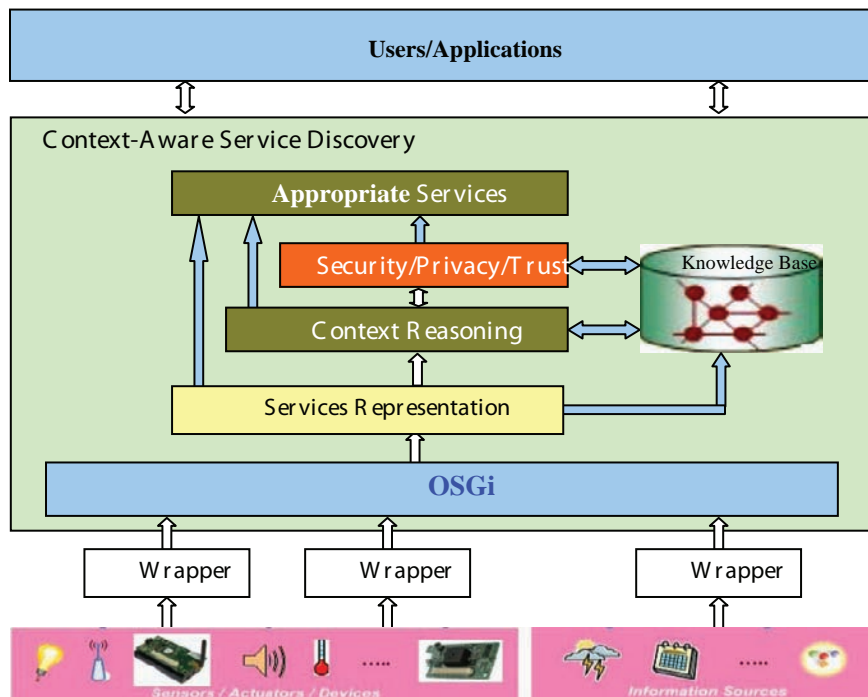 Users/Applications
Context-Aware Service Discovery
Appropriate Services
Security/Privacy/Trust
Knowledge Base
Context Reasoning
Services Representation
OSGi
Wrapper
Wrapper
Wrapper
.....
.....
Sensors / Actuators / Devices
Information Sources